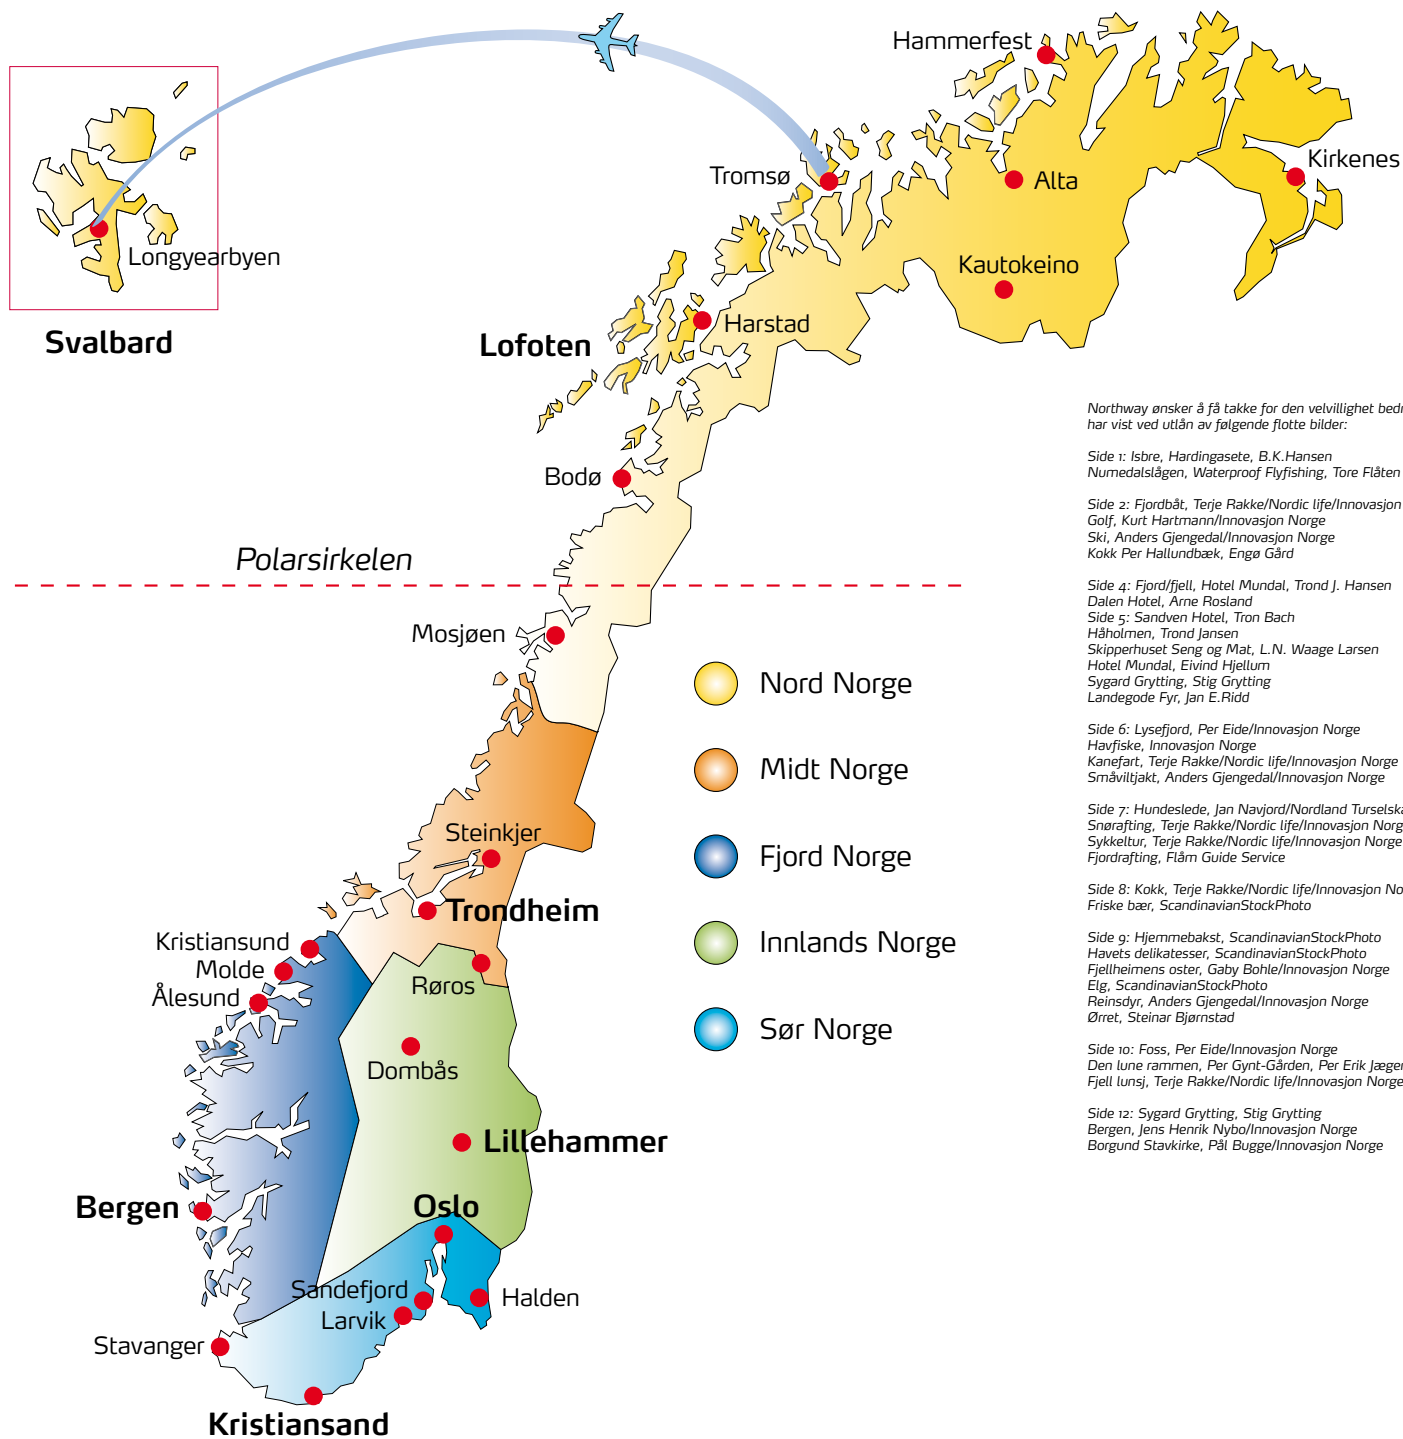 Hammerfest
Kirkenes
Tromsø
Alta
Longyearbyen
Kautokeino
Harstad
Svalbard
Lofoten
Bodø
Polarsirkelen
Mosjøen
Nord Norge
Midt Norge
Steinkjer
Fjord Norge
Trondheim
Kristiansund
Innlands Norge
Molde
Røros
Ålesund
Sør Norge
Dombås
Lillehammer
Bergen
Oslo
Sandefjord
Halden
Larvik
Stavanger
Kristiansand
Northway ønsker å få takke for den velvillighet
har vist ved utlån av følgende flotte bilder:
Side 1: Isbre, Hardingasete, B.K.Hansen
Numedalslågen, Waterproof Flyfishing, Tore Flåten
Side 2: Fjordbåt, Terje Rakke/Nordic life/Innovasjon
Golf, Kurt Hartmann/Innovasjon Norge
Ski, Anders Gjengedal/Innovasjon Norge
Kokk Per Hallundbæk, Engø Gård
Side 4: Fjord/fjell, Hotel Mundal, Trond J. Hansen
Dalen Hotel, Arne Rosland
Side 5: Sandven Hotel, Tron Bach
Håholmen, Trond Jansen
Skipperhuset Seng og Mat, L.N. Waage Larsen
Hotel Mundal, Eivind Hjellum
Sygard Grytting, Stig Grytting
Landegode Fyr, Jan E.Ridd
Side 6: Lysefjord, Per Eide/Innovasjon Norge
Havfiske, Innovasjon Norge
Kanefart, Terje Rakke/Nordic life/Innovasjon Norge
Småviltjakt, Anders Gjengedal/Innovasjon Norge
Side 7: Hundeslede, Jan Navjord/Nordland Turselska
Snørafting, Terje Rakke/Nordic life/Innovasjon Norg
Sykkeltur, Terje Rakke/Nordic life/Innovasjon Norge
Fjordrafting, Flåm Guide Service
Side 8: Kokk, Terje Rakke/Nordic life/Innovasjon No
Friske bær, ScandinavianStockPhoto
Side 9: Hjemmebakst, ScandinavianStockPhoto
Havets delikatesser, ScandinavianStockPhoto
Fjellheimens oster, Gaby Bohle/Innovasjon Norge
Elg, ScandinavianStockPhoto
Reinsdyr, Anders Gjengedal/Innovasjon Norge
Ørret, Steinar Bjørnstad
Side 10: Foss, Per Eide/Innovasjon Norge
Den lune rammen, Per Gynt-Gården, Per Erik Jæger
Fjell lunsj, Terje Rakke/Nordic life/Innovasjon Norge
Side 12: Sygard Grytting, Stig Grytting
Bergen, Jens Henrik Nybo/Innovasjon Norge
Borgund Stavkirke, Pål Bugge/Innovasjon Norge